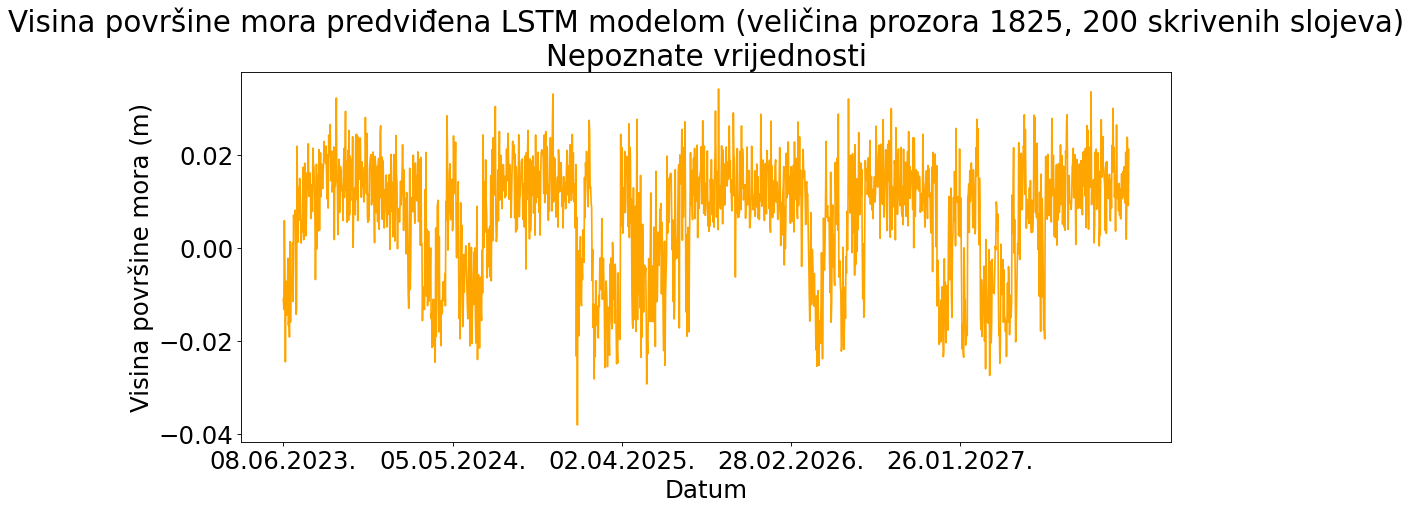 Visina površine mora predviđena LSTM modelom (veličina prozora 1825, 200 skrivenih slojeva)
Nepoznate vrijednosti
Visina površine mora (m)
0.02
0.00
−0.02
−0.04
08.06.2023. 05.05.2024. 02.04.2025. 28.02.2026. 26.01.2027.
Datum